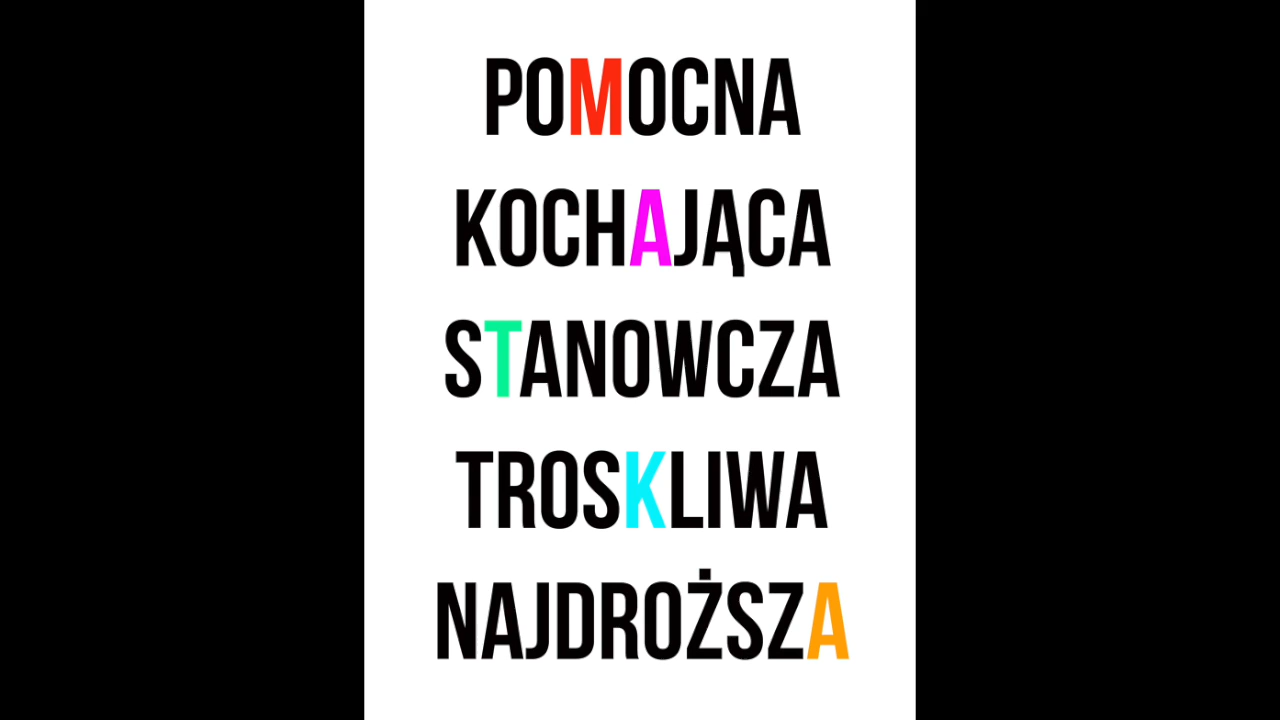 POMOCNA
KOCHAJĄCA
STANOWCZA
TROSKLIWA
NAJDROŻSZA